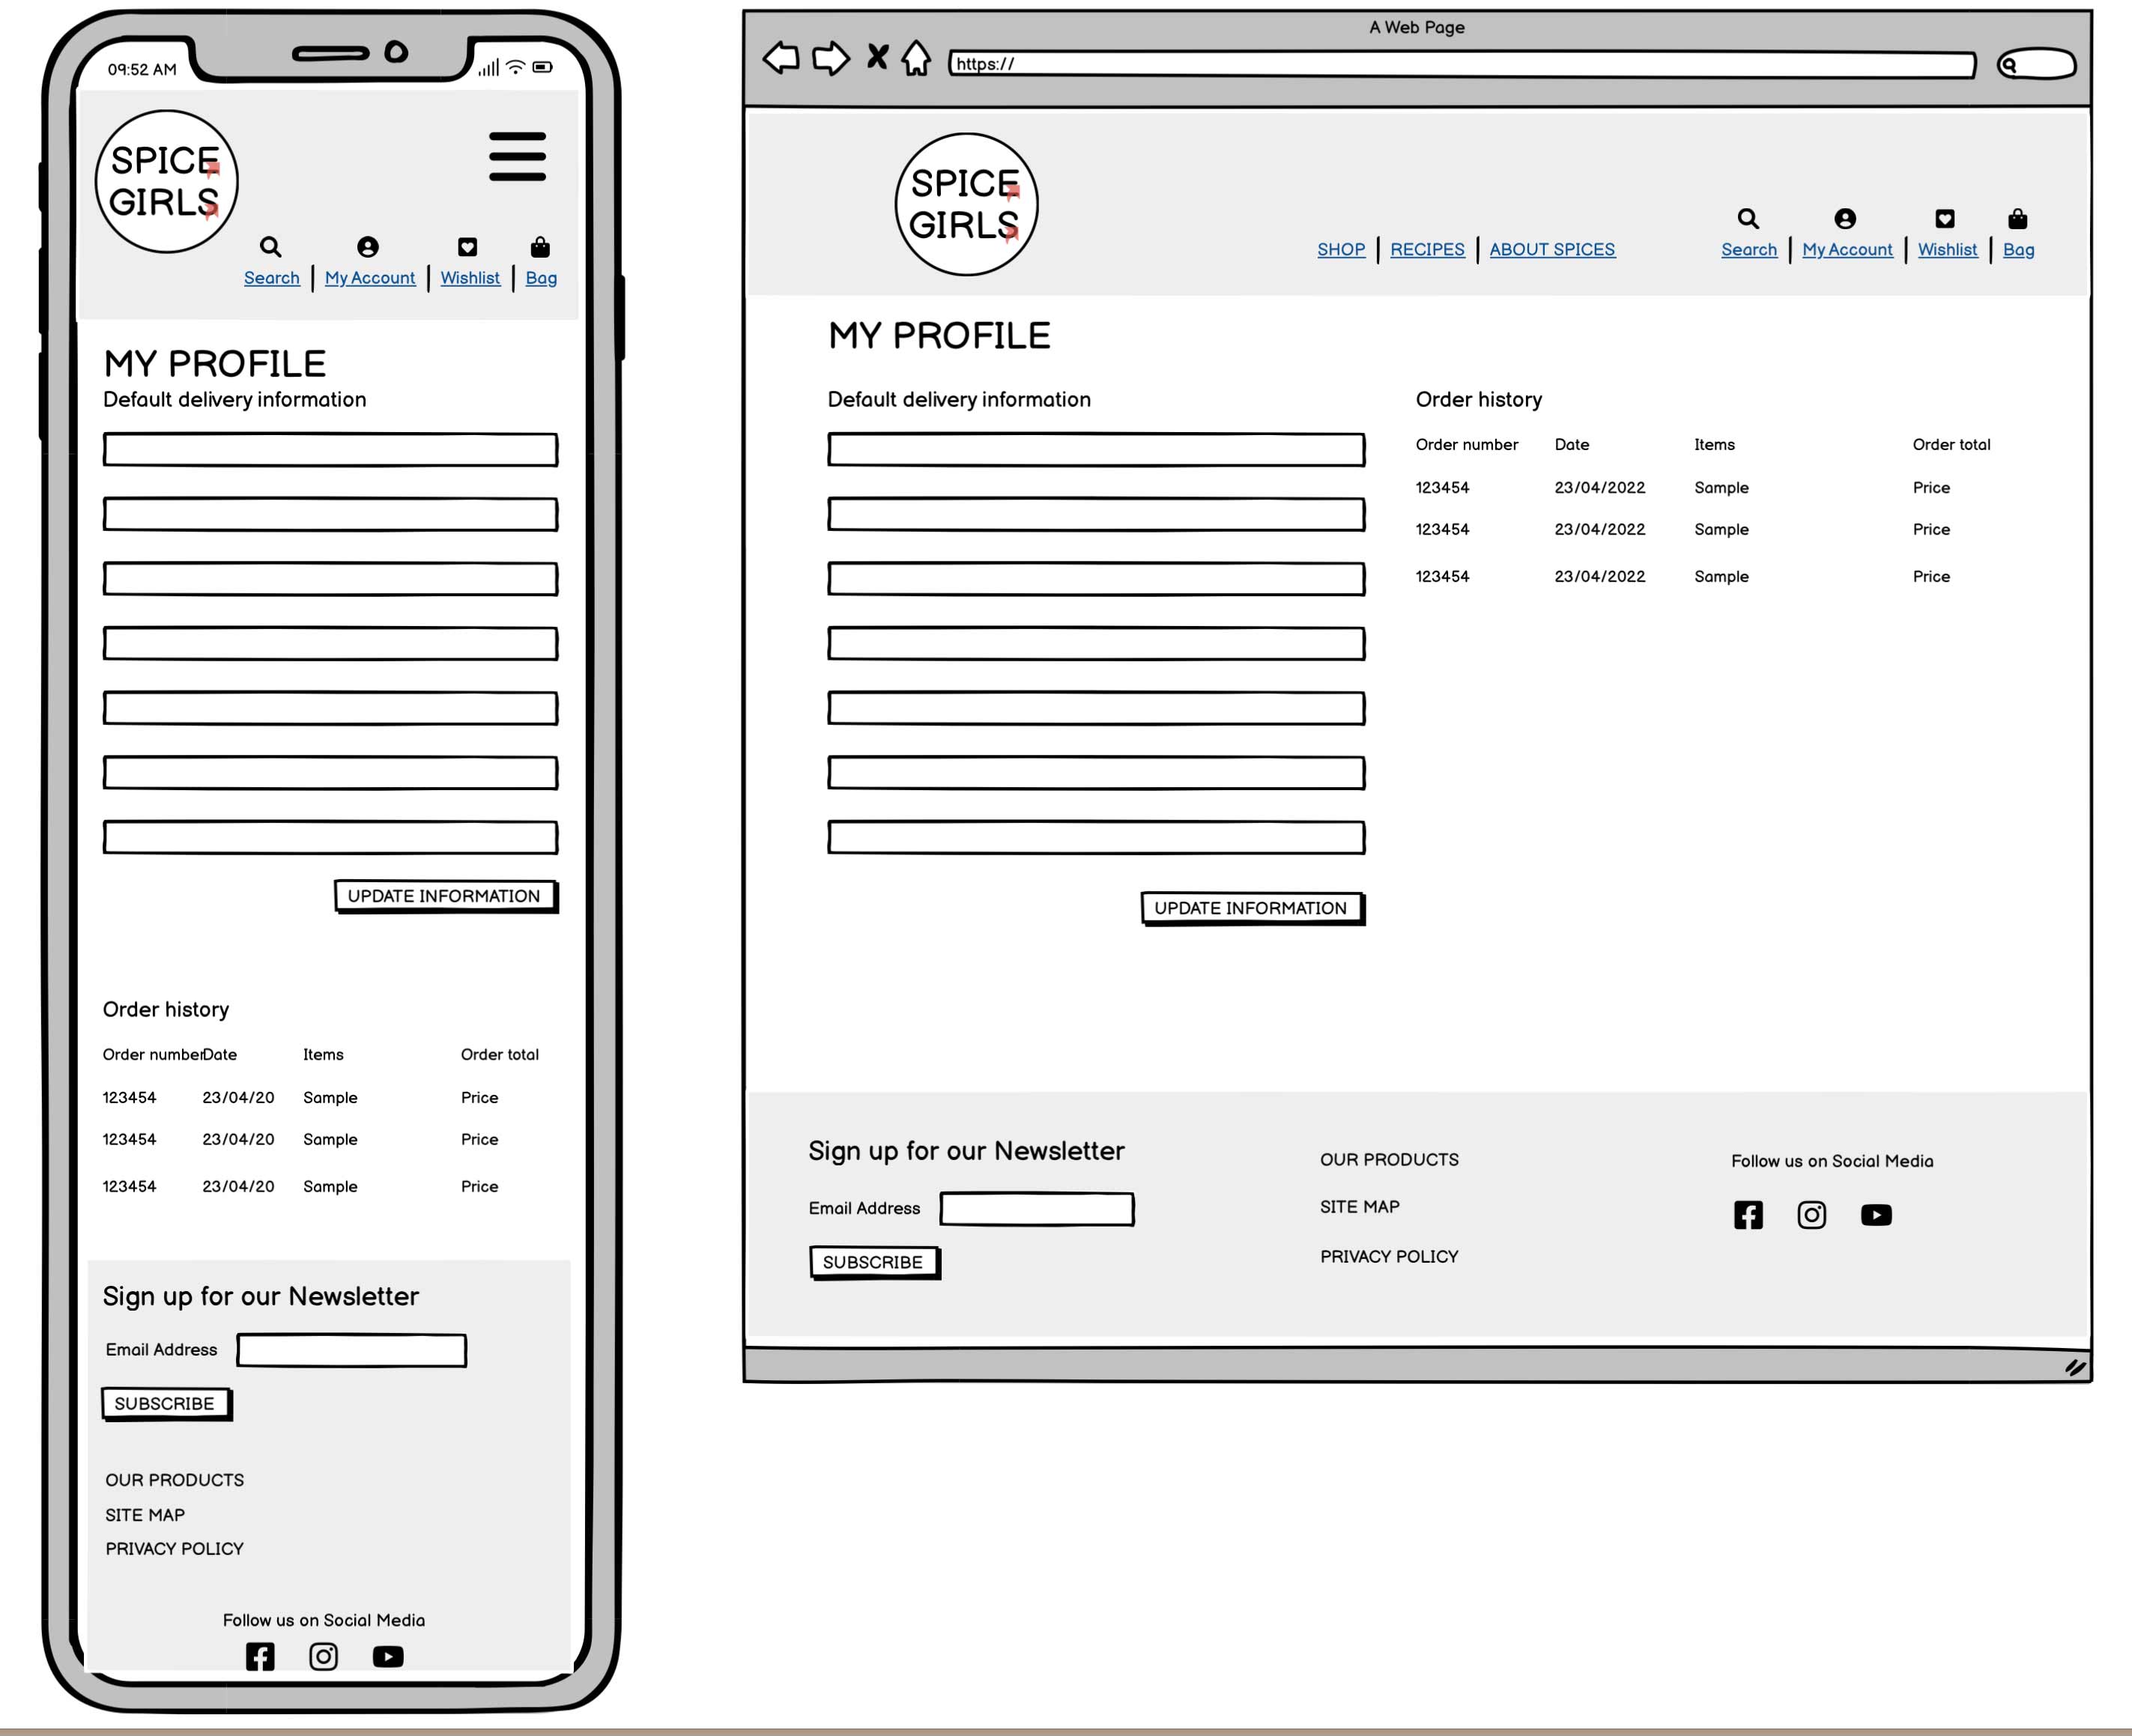 09:52 AM
SPICE
GIRLS
Search | My Account | Wishlist | Bag
MY PROFILE
Default delivery information
UPDATE INFORMATION
Order history
Order number Date Items Order total
123454 23/04/20 Sample Price
123454 23/04/20 Sample Price
123454 23/04/20 Sample Price
Sign up for our Newsletter
Email Address
SUBSCRIBE
OUR PRODUCTS
SITE MAP
PRIVACY POLICY
Follow us on Social Media
A Web Page
https://
SPICE
GIRLS
SHOP | RECIPES | ABOUT SPICES
Search | My Account | Wishlist | Bag
MY PROFILE
Default delivery information
UPDATE INFORMATION
Order history
Order number Date Items Order total
123454 23/04/2022 Sample Price
123454 23/04/2022 Sample Price
123454 23/04/2022 Sample Price
Sign up for our Newsletter
Email Address
SUBSCRIBE
OUR PRODUCTS
SITE MAP
PRIVACY POLICY
Follow us on Social Media